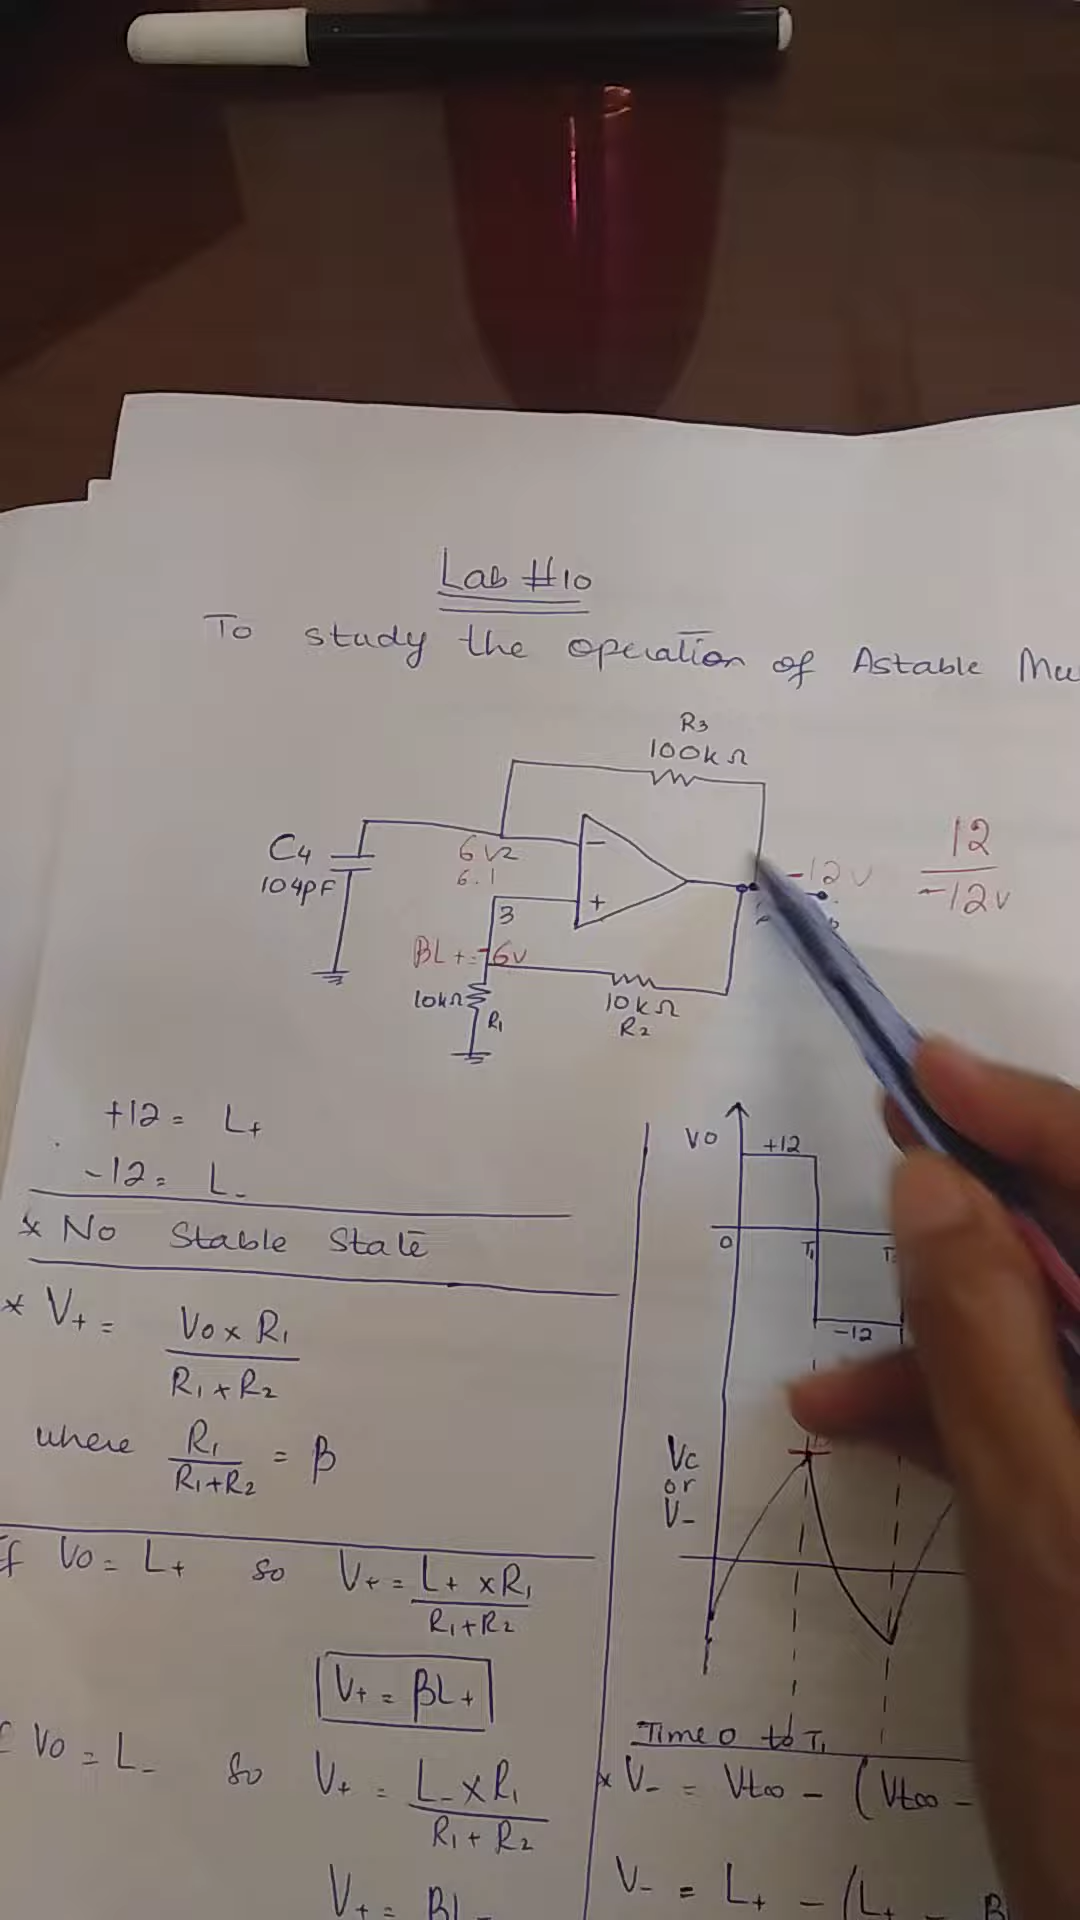 Lab #10
To study the operation of Astable Mu
R3
100kΩ
C4
104pF
6V2
6.1
3
BL+=-6v
10kΩ
R1
10kΩ
R2
-12v
12
-12v
+12 = L+
-12 = L-
* No Stable State
* V+ = Vo x R1
R1+R2
where R1 = β
R1+R2
If Vo = L+ so V+ = L+ x R1
R1+R2
V+ = βL+
Vo = L- so V+ = L- x R1
R1 + R2
V+ = βL-
Vo
+12
0
T1
T
-12
Vc
or
V-
Time 0 to T1
* V- = Vt∞ - (Vt∞ -
V- = L+ - (L+ - B